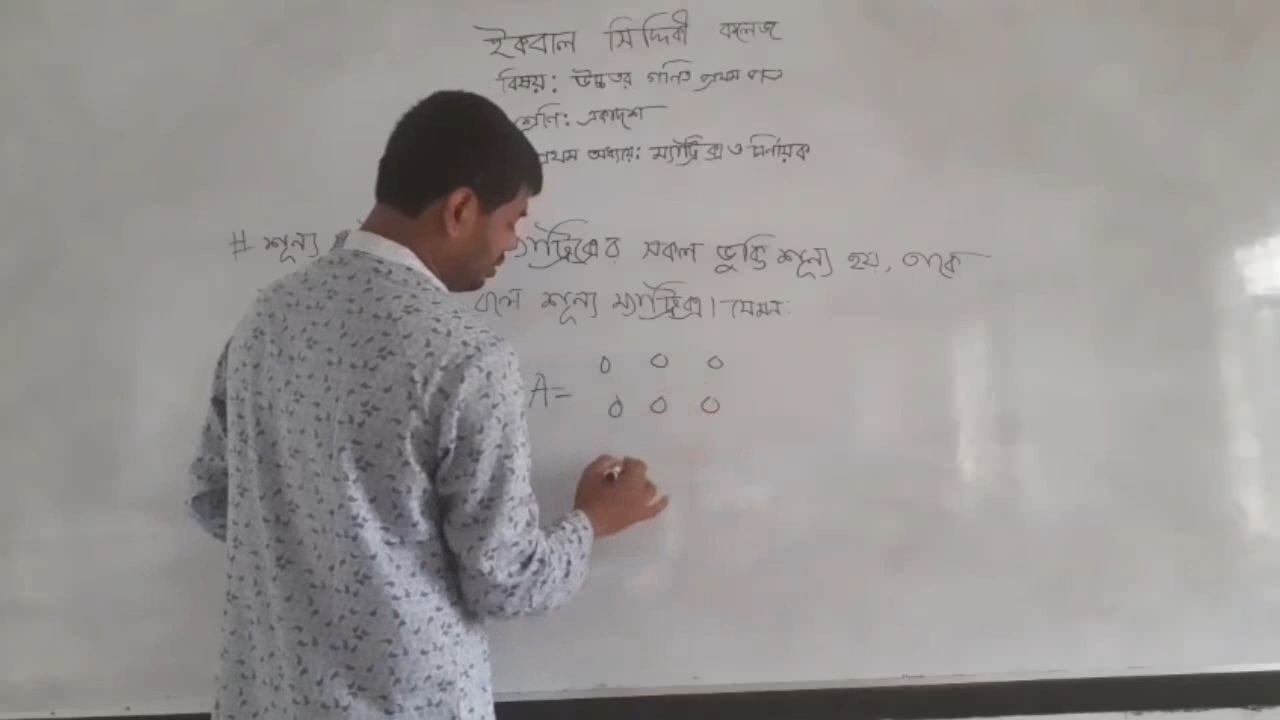 ইকবাল সিদ্দিকী কলেজ
বিষয়: উচ্চতর গণিত প্রথম পত্র
শ্রেণি: একাদশ
প্রথম অধ্যায়: ম্যাট্রিক্স ও নির্ণায়ক
# শূন্য ম্যাট্রিক্সের সকল ভুক্তি শূন্য হয়, তাকে
বলে শূন্য ম্যাট্রিক্স। যেমন:
0 0 0
A=
0 0 0